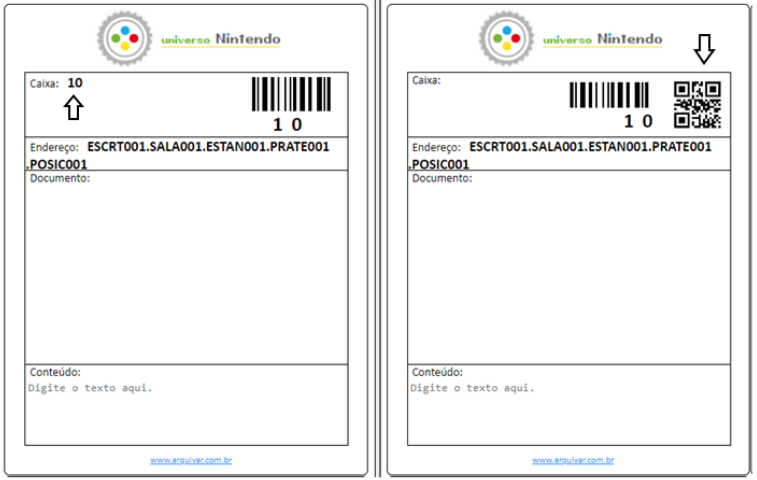 universo Nintendo
Caixa: 10
1 0
Endereço: ESCRT001.SALA001.ESTAN001.PRATE001
.POSIC001
Documento:
Conteúdo:
Digite o texto aqui.
www.arquivar.com.br
universo Nintendo
Caixa:
1 0
Endereço: ESCRT001.SALA001.ESTAN001.PRATE001
.POSIC001
Documento:
Conteúdo:
Digite o texto aqui.
www.arquivar.com.br